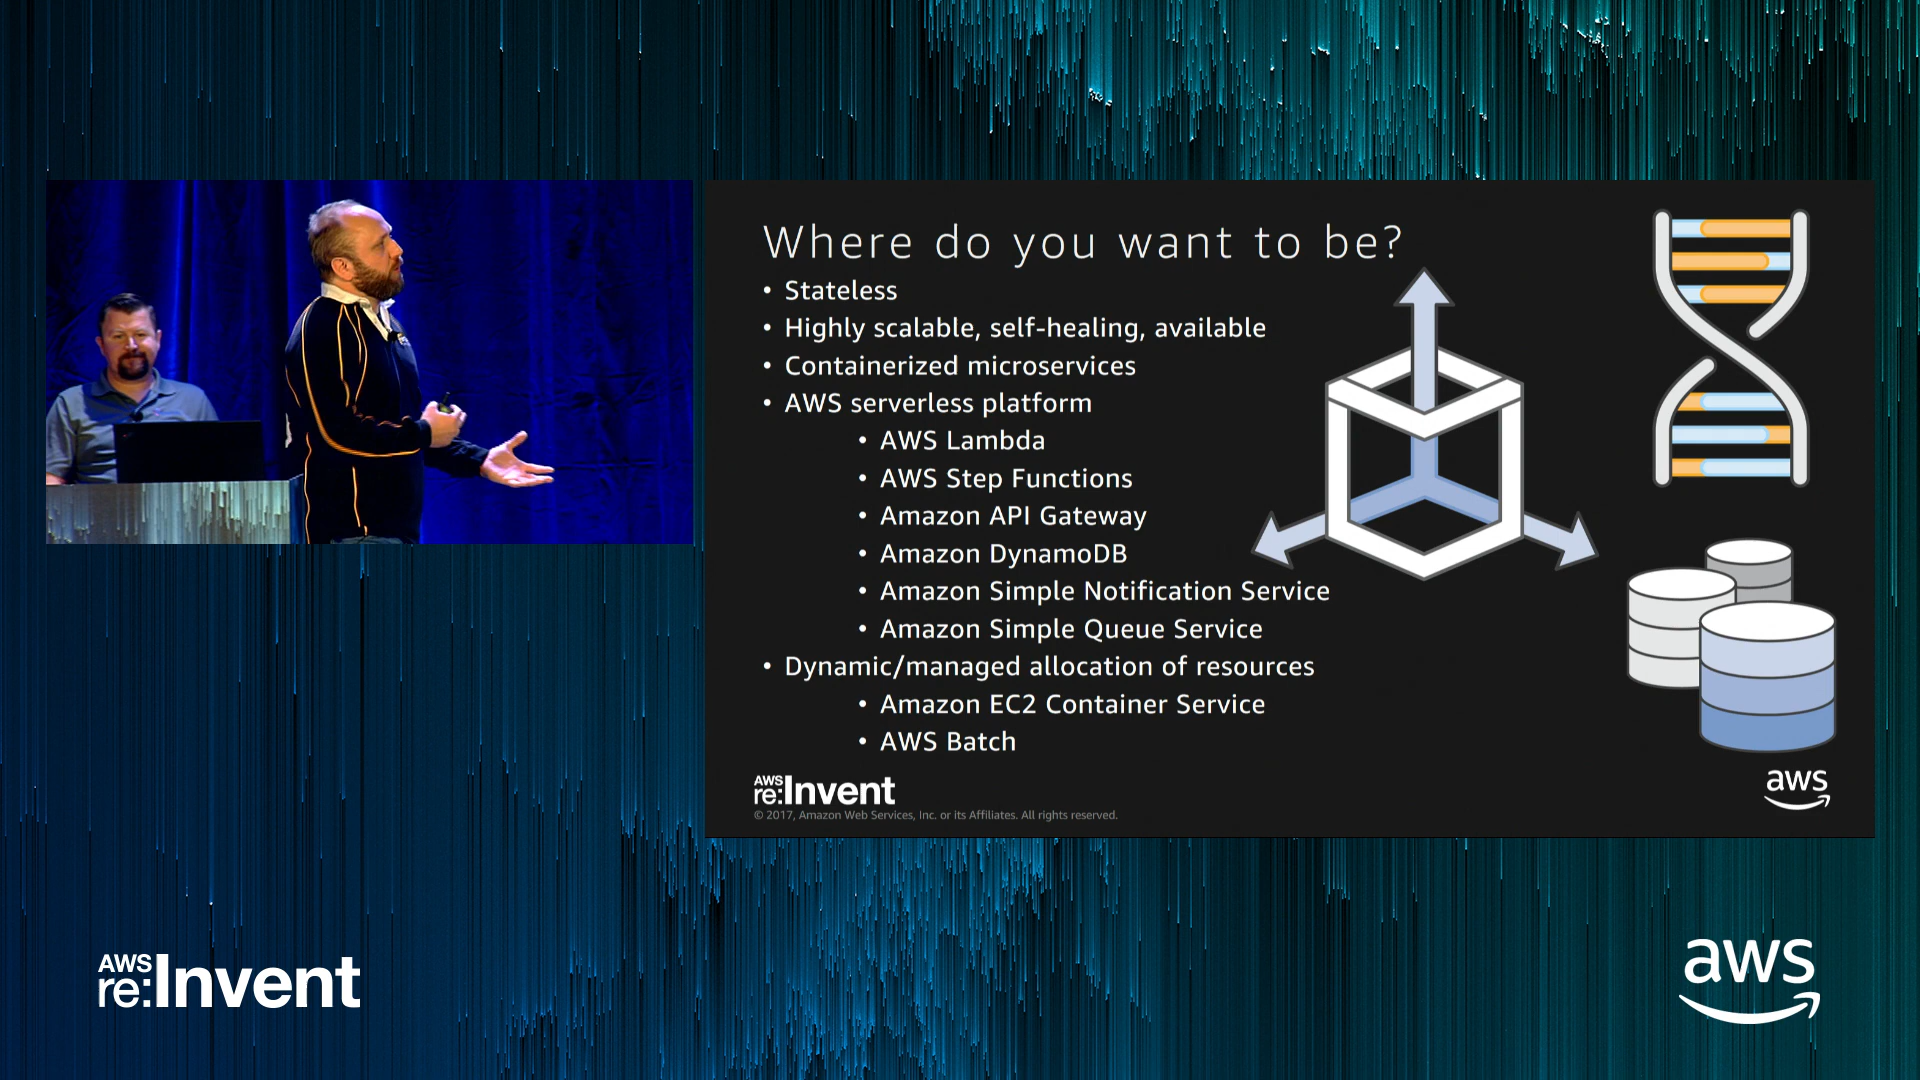 Where do you want to be?
• Stateless
• Highly scalable, self-healing, available
• Containerized microservices
• AWS serverless platform
• AWS Lambda
• AWS Step Functions
• Amazon API Gateway
• Amazon DynamoDB
• Amazon Simple Notification Service
• Amazon Simple Queue Service
• Dynamic/managed allocation of resources
• Amazon EC2 Container Service
• AWS Batch
AWS
re:Invent
aws
© 2017, Amazon Web Services, Inc. or its Affiliates. All rights reserved.
AWS
re:Invent
aws